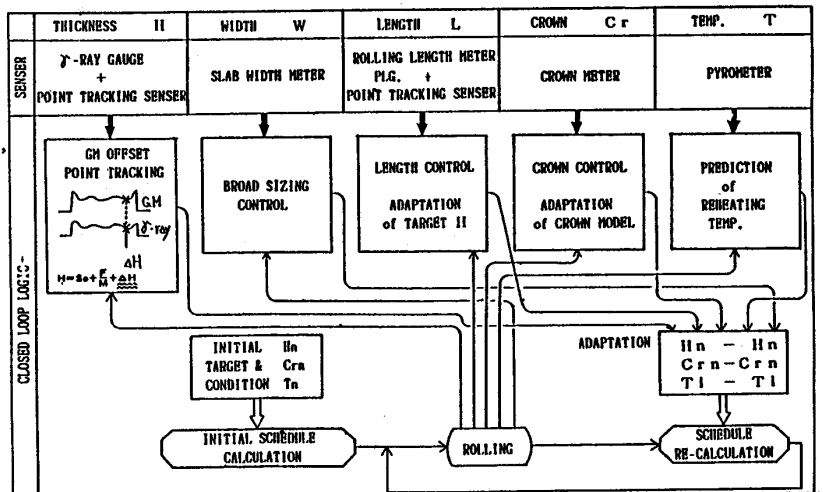 THICKNESS H
WIDTH W
LENGTH L
CROWN Cr
TEMP. T
SENSER
γ-RAY GAUGE
+
POINT TRACKING SENSER
SLAB WIDTH METER
ROLLING LENGTH METER
P.L.G. +
POINT TRACKING SENSER
CROWN METER
PYROMETER
CLOSED LOOP LOGIC
GM OFFSET
POINT TRACKING
G.M
γ-ray
ΔH
H=So+F/M+ΔH
BROAD SIZING
CONTROL
LENGTH CONTROL
ADAPTATION
of TARGET H
CROWN CONTROL
ADAPTATION
of CROWN MODEL
PREDICTION
of
REHEATING
TEMP.
INITIAL Hn
TARGET & Crn
CONDITION Tn
ADAPTATION
Hn - Hn
Crn-Crn
Ti - Ti
INITIAL SCHEDULE
CALCULATION
ROLLING
SCHEDULE
RE-CALCULATION